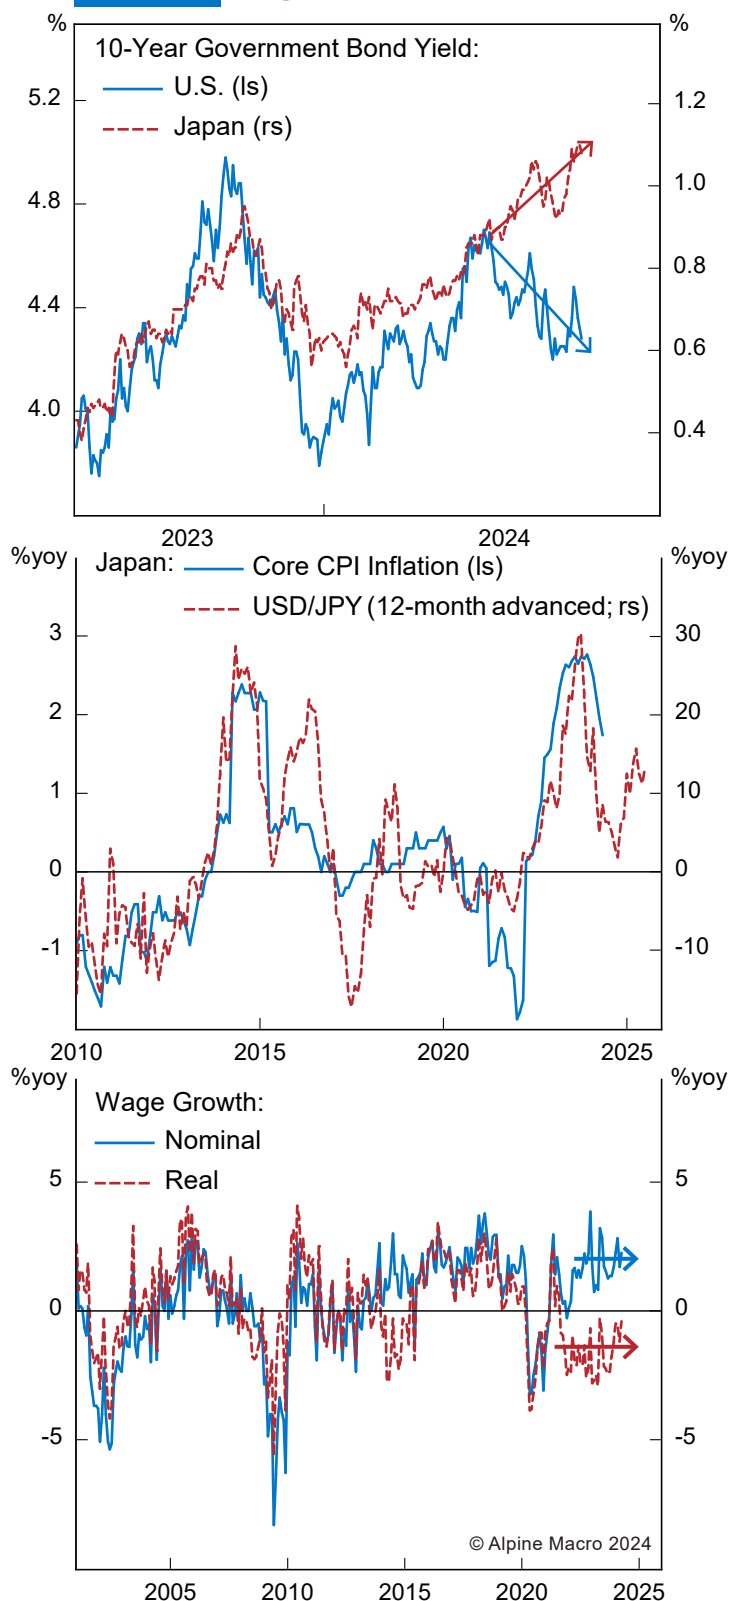 % %
10-Year Government Bond Yield:
U.S. (ls)
Japan (rs)
5.2 1.2
4.8 1.0
4.4 0.8
4.0 0.6
0.4
2023 2024
%yoy %yoy
Japan:
Core CPI Inflation (ls)
USD/JPY (12-month advanced; rs)
3 30
2 20
1 10
0 0
-1 -10
2010 2015 2020 2025
%yoy %yoy
Wage Growth:
Nominal
Real
5 5
0 0
-5 -5
© Alpine Macro 2024
2005 2010 2015 2020 2025